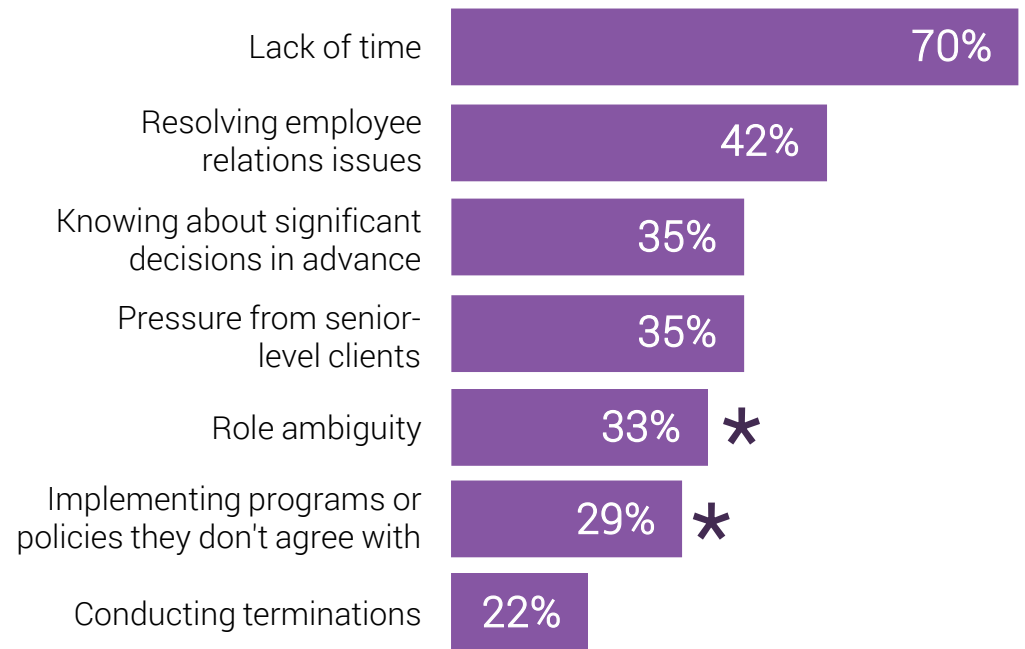 Lack of time
70%
Resolving employee
relations issues
42%
Knowing about significant
decisions in advance
35%
Pressure from senior-
level clients
35%
Role ambiguity
33% *
Implementing programs or
policies they don't agree with
29% *
Conducting terminations
22%